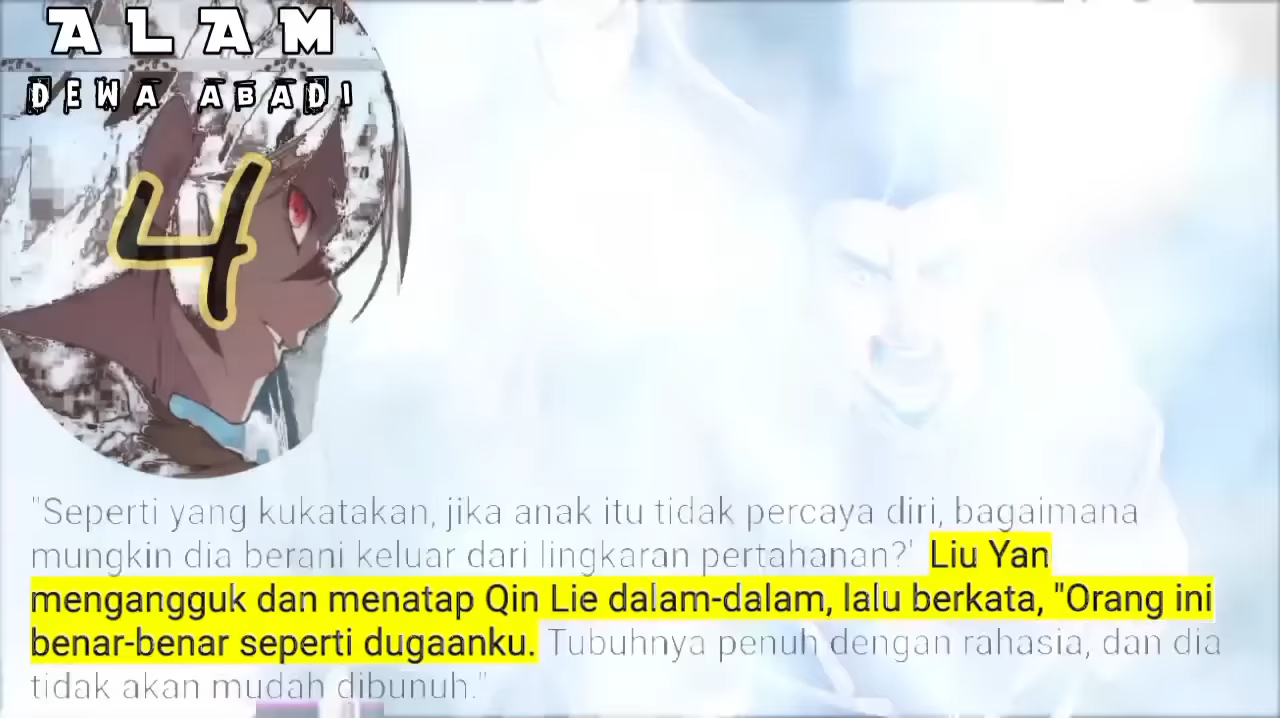 ALAM
DEWA ABADI
4
"Seperti yang kukatakan, jika anak itu tidak percaya diri, bagaimana
mungkin dia berani keluar dari lingkaran pertahanan?' Liu Yan
mengangguk dan menatap Qin Lie dalam-dalam, lalu berkata, "Orang ini
benar-benar seperti dugaanku. Tubuhnya penuh dengan rahasia, dan dia
tidak akan mudah dibunuh."